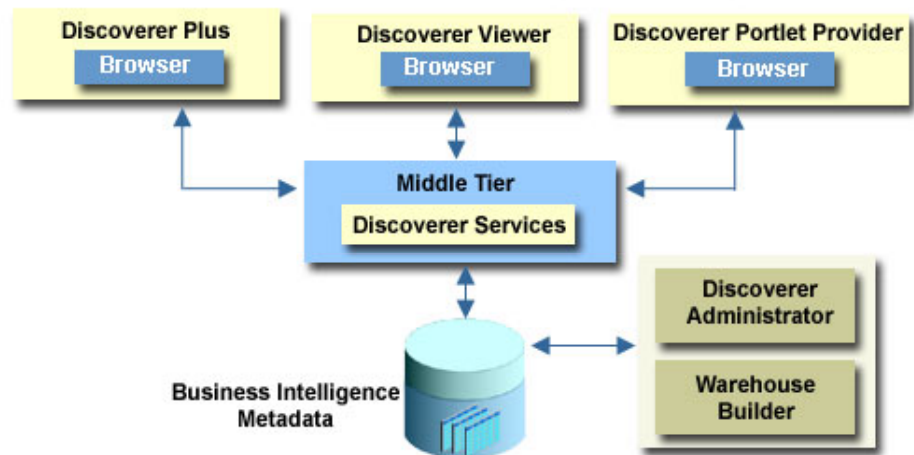 Discoverer Plus
Browser
Discoverer Viewer
Browser
Discoverer Portlet Provider
Browser
Middle Tier
Discoverer Services
Discoverer
Administrator
Warehouse
Builder
Business Intelligence
Metadata